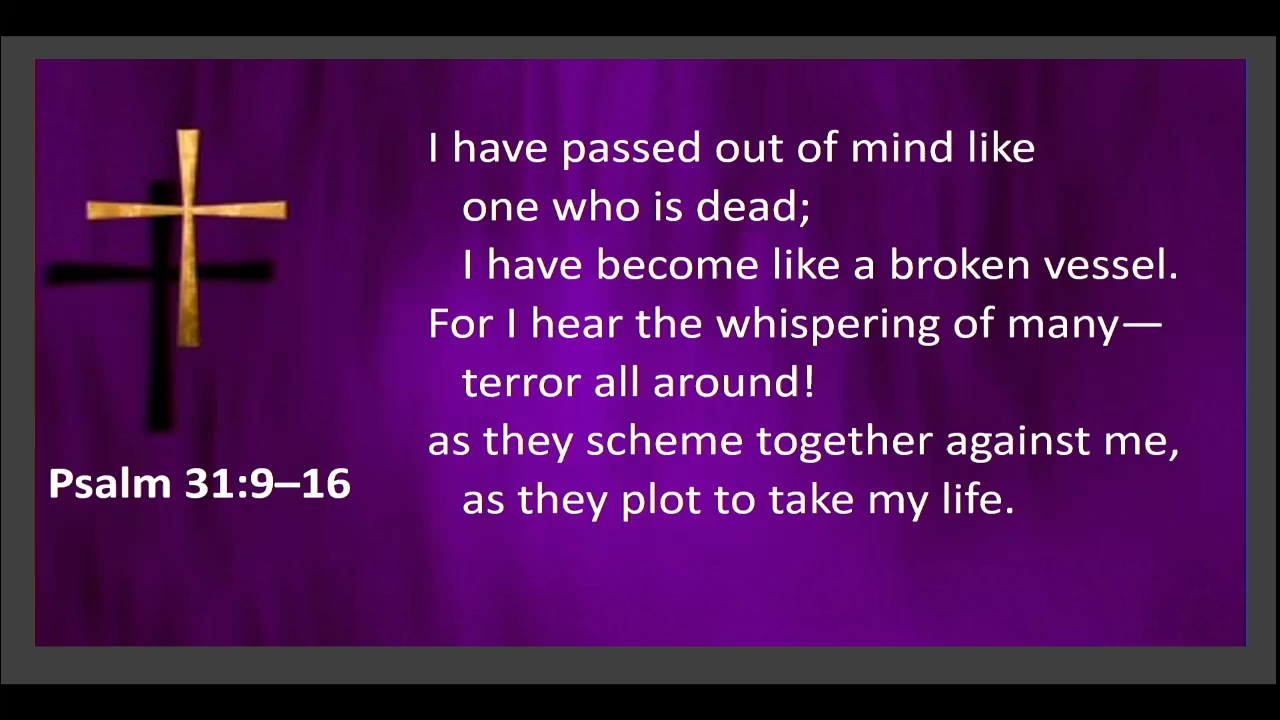 I have passed out of mind like
one who is dead;
I have become like a broken vessel.
For I hear the whispering of many—
terror all around!
as they scheme together against me,
as they plot to take my life.
Psalm 31:9–16